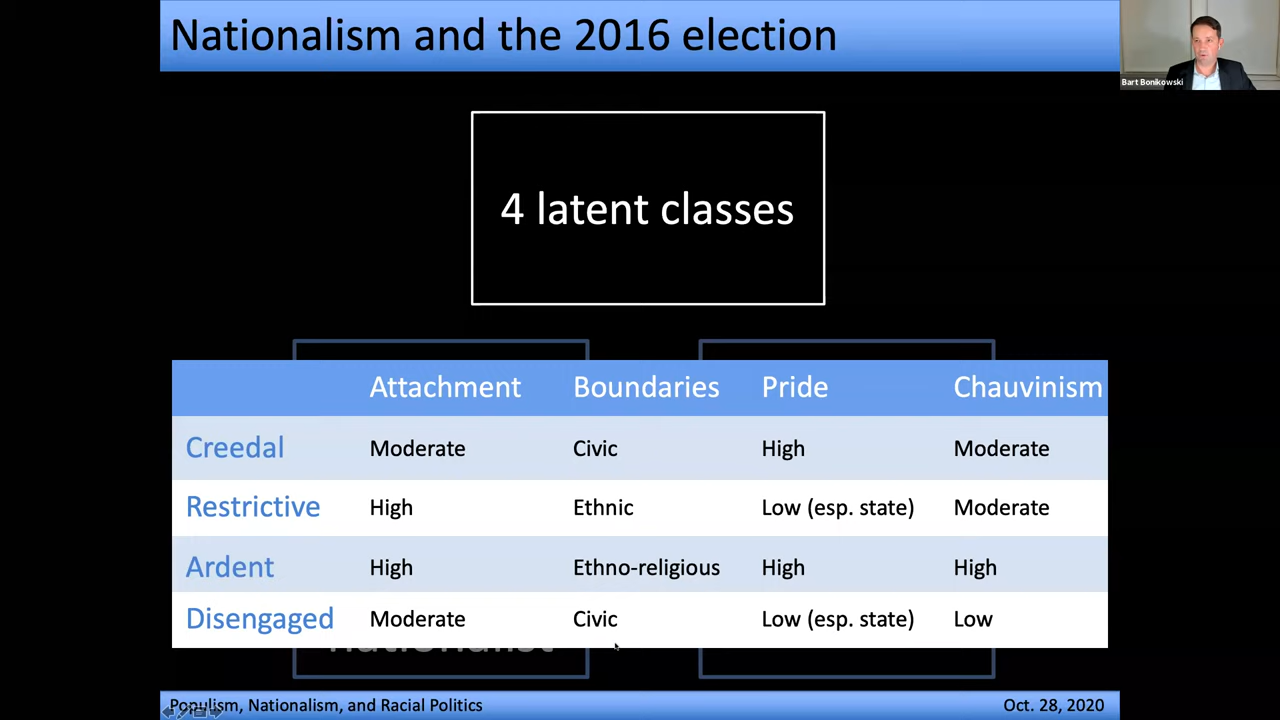 Nationalism and the 2016 election
Bart Bonikowski
4 latent classes
Attachment Boundaries Pride Chauvinism
Creedal Moderate Civic High Moderate
Restrictive High Ethnic Low (esp. state) Moderate
Ardent High Ethno-religious High High
Disengaged Moderate Civic Low (esp. state) Low
nationalist
Populism, Nationalism, and Racial Politics Oct. 28, 2020